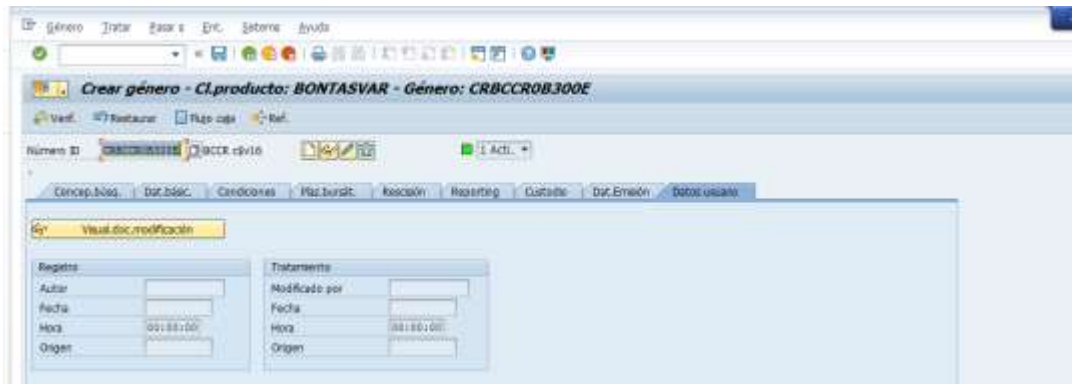 Género Tratar Pasar a Ent. Sistema Ayuda
Crear género - Cl.producto: BONTASVAR - Género: CRBCCR0B300E
Verif. Restaurar Flujo caja Ref.
Número ID BCCR c$v16 1 Acti.
Concep.búsq. Dat.básic. Condiciones Plaz.bursát. Rescisión Reporting Custodia Dat.Emisión Datos usuario
Visual.doc.modificación
Registro Tratamiento
Autor Modificado por
Fecha Fecha
Hora 00:00:00 Hora 00:00:00
Origen Origen